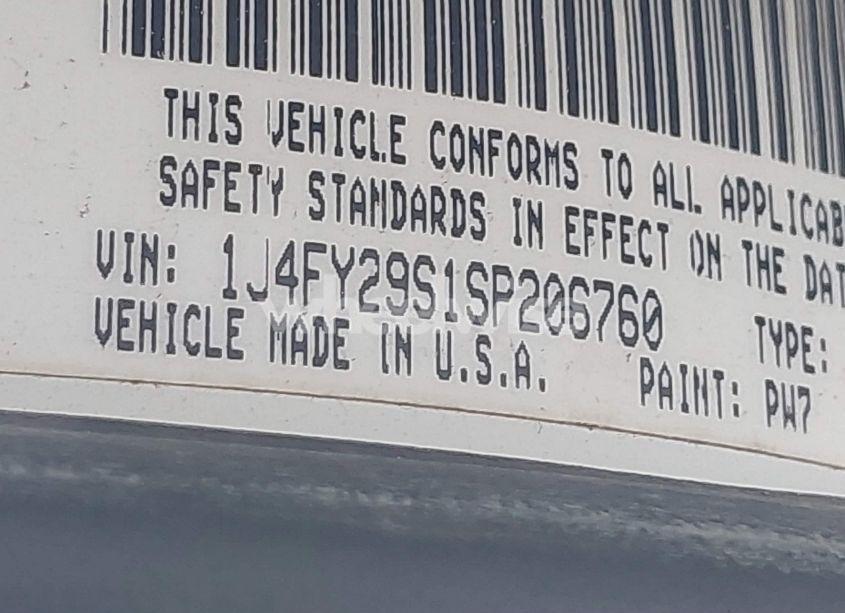 THIS VEHICLE CONFORMS TO ALL APPLICAB
SAFETY STANDARDS IN EFFECT ON THE DAT
VIN: 1J4FY29S1SP206760
TYPE:
VEHICLE MADE IN U.S.A.
PAINT: PW7